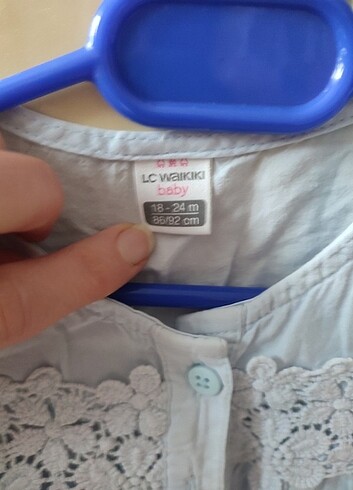 LC WAIKIKI
baby
18 - 24 m
86/92 cm